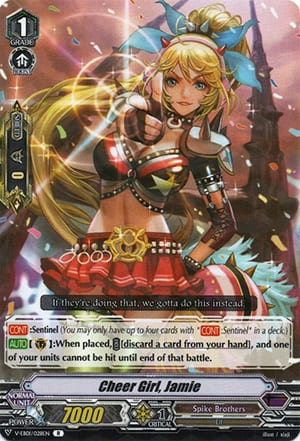 1
GRADE
BOOST
0
If they're doing that, we gotta do this instead.
CONT :Sentinel (You may only have up to four cards with "CONT :Sentinel" in a deck.)
AUTO [ ]:When placed, [discard a card from your hand], and one
of your units cannot be hit until end of that battle.
Cheer Girl, Jamie
NORMAL
UNIT
POWER
7000
1
CRITICAL
Spike Brothers
Elf
V-EB01/028EN R